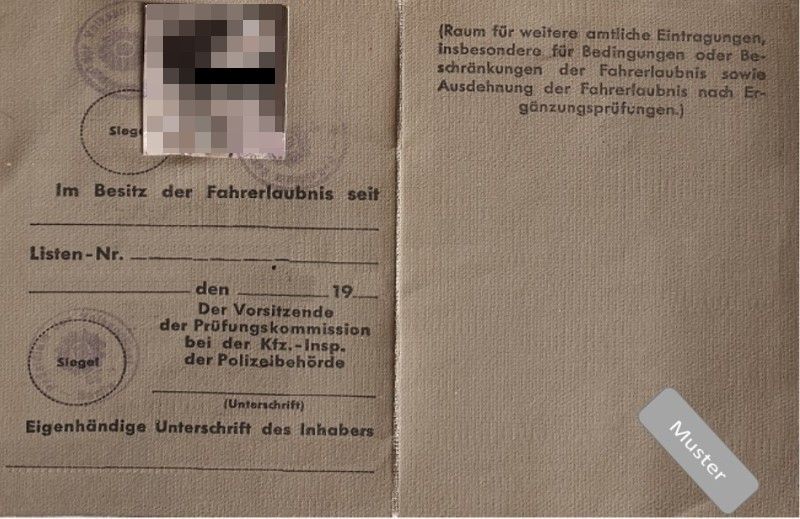 Siegel
Im Besitz der Fahrerlaubnis seit
Listen-Nr.
den 19
Der Vorsitzende
der Prüfungskommission
bei der Kfz.-Insp.
der Polizeibehörde
Siegel
(Unterschrift)
Eigenhändige Unterschrift des Inhabers
(Raum für weitere amtliche Eintragungen,
insbesondere für Bedingungen oder Be-
schränkungen der Fahrerlaubnis sowie
Ausdehnung der Fahrerlaubnis nach Er-
gänzungsprüfungen.)
Muster